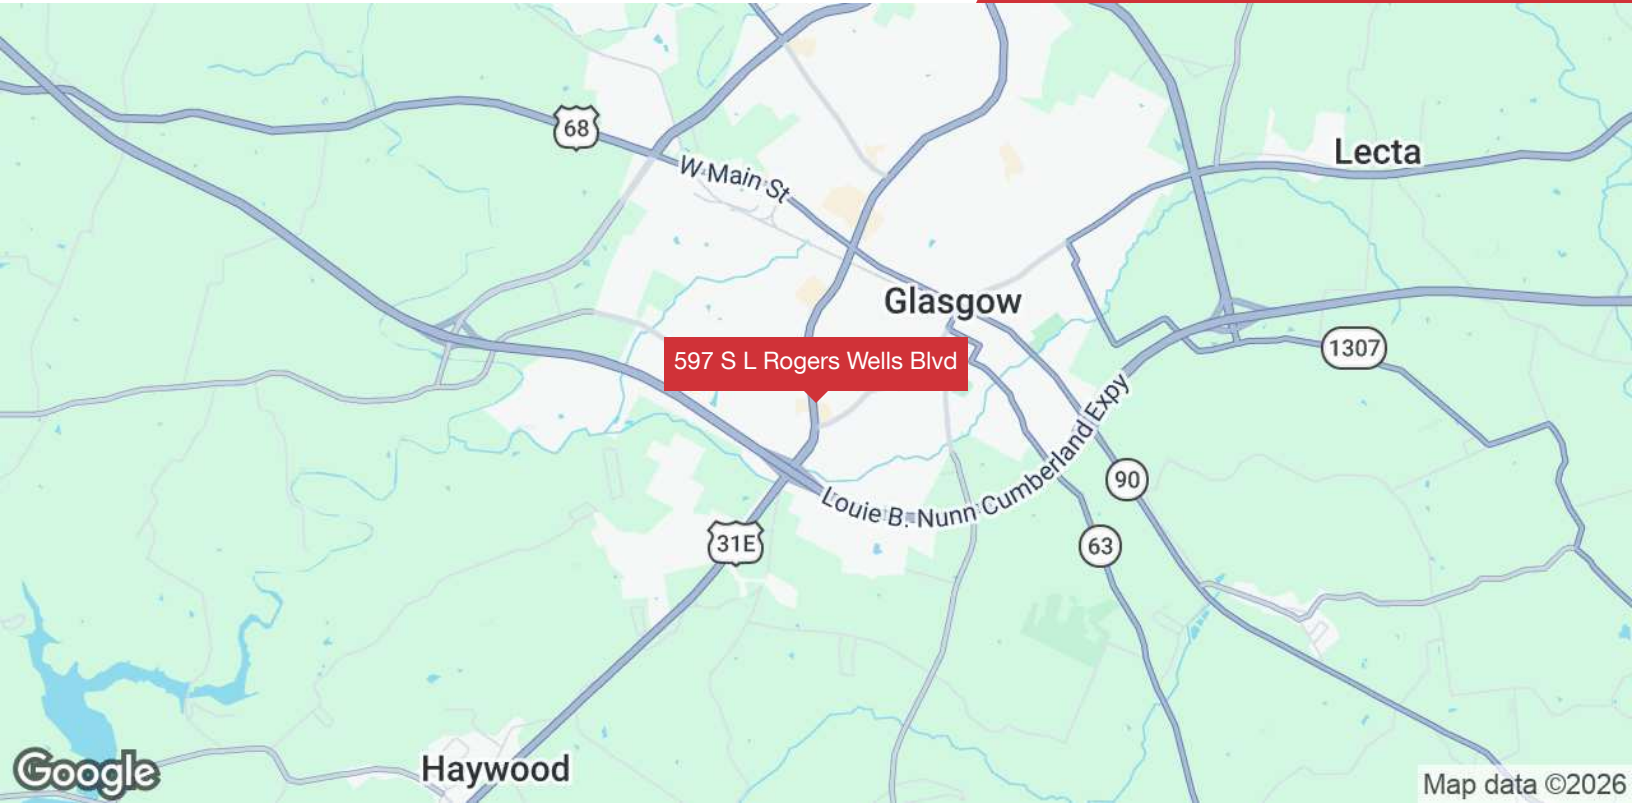 68
W Main St
Lecta
Glasgow
1307
597 S L Rogers Wells Blvd
Louie B. Nunn Cumberland Expy
90
31E
63
Haywood
Google
Map data ©2026